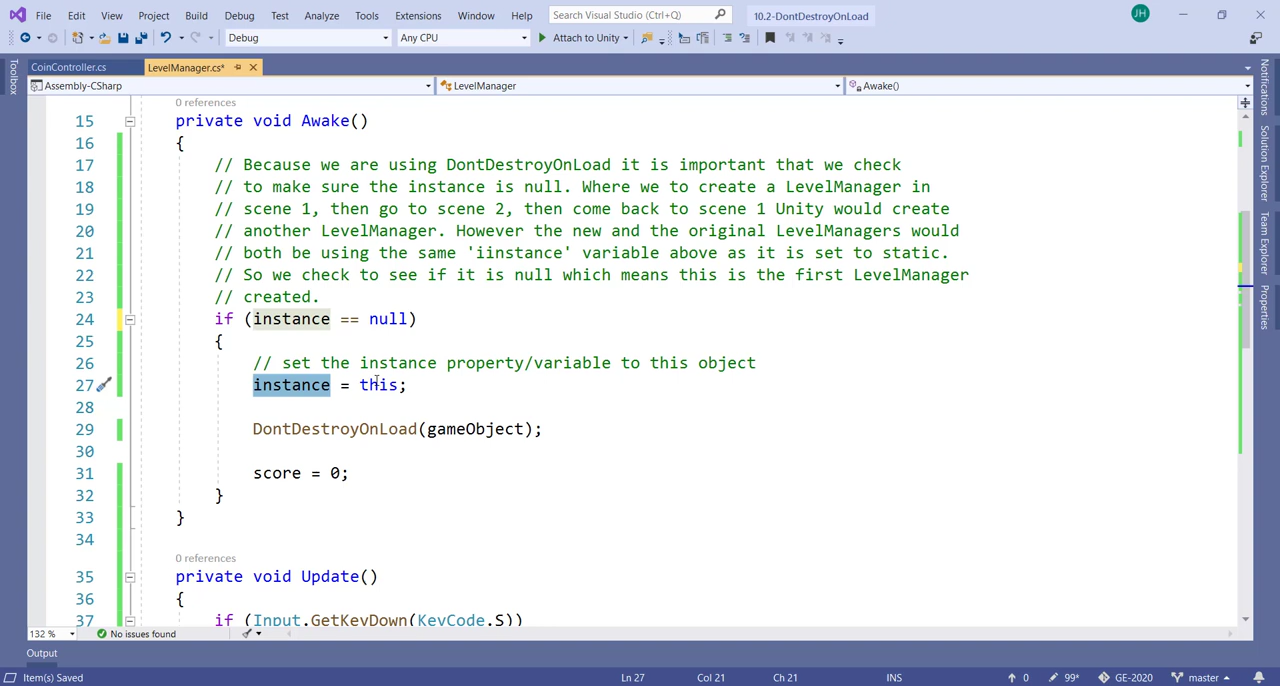 File Edit View Project Build Debug Test Analyze Tools Extensions Window Help Search Visual Studio (Ctrl+Q) 10.2-DontDestroyOnLoad JH
Debug Any CPU Attach to Unity
Toolbox
CoinController.cs LevelManager.cs*
Assembly-CSharp LevelManager Awake()
0 references
15 private void Awake()
16 {
17 // Because we are using DontDestroyOnLoad it is important that we check
18 // to make sure the instance is null. Where we to create a LevelManager in
19 // scene 1, then go to scene 2, then come back to scene 1 Unity would create
20 // another LevelManager. However the new and the original LevelManagers would
21 // both be using the same 'iinstance' variable above as it is set to static.
22 // So we check to see if it is null which means this is the first LevelManager
23 // created.
24 if (instance == null)
25 {
26 // set the instance property/variable to this object
27 instance = this;
28
29 DontDestroyOnLoad(gameObject);
30
31 score = 0;
32 }
33 }
34
0 references
35 private void Update()
36 {
37 if (Input.GetKeyDown(KeyCode.S))
132 % No issues found
Output
Item(s) Saved Ln 27 Col 21 Ch 21 INS 0 99* GE-2020 master
Notifications
Solution Explorer
Team Explorer
Properties